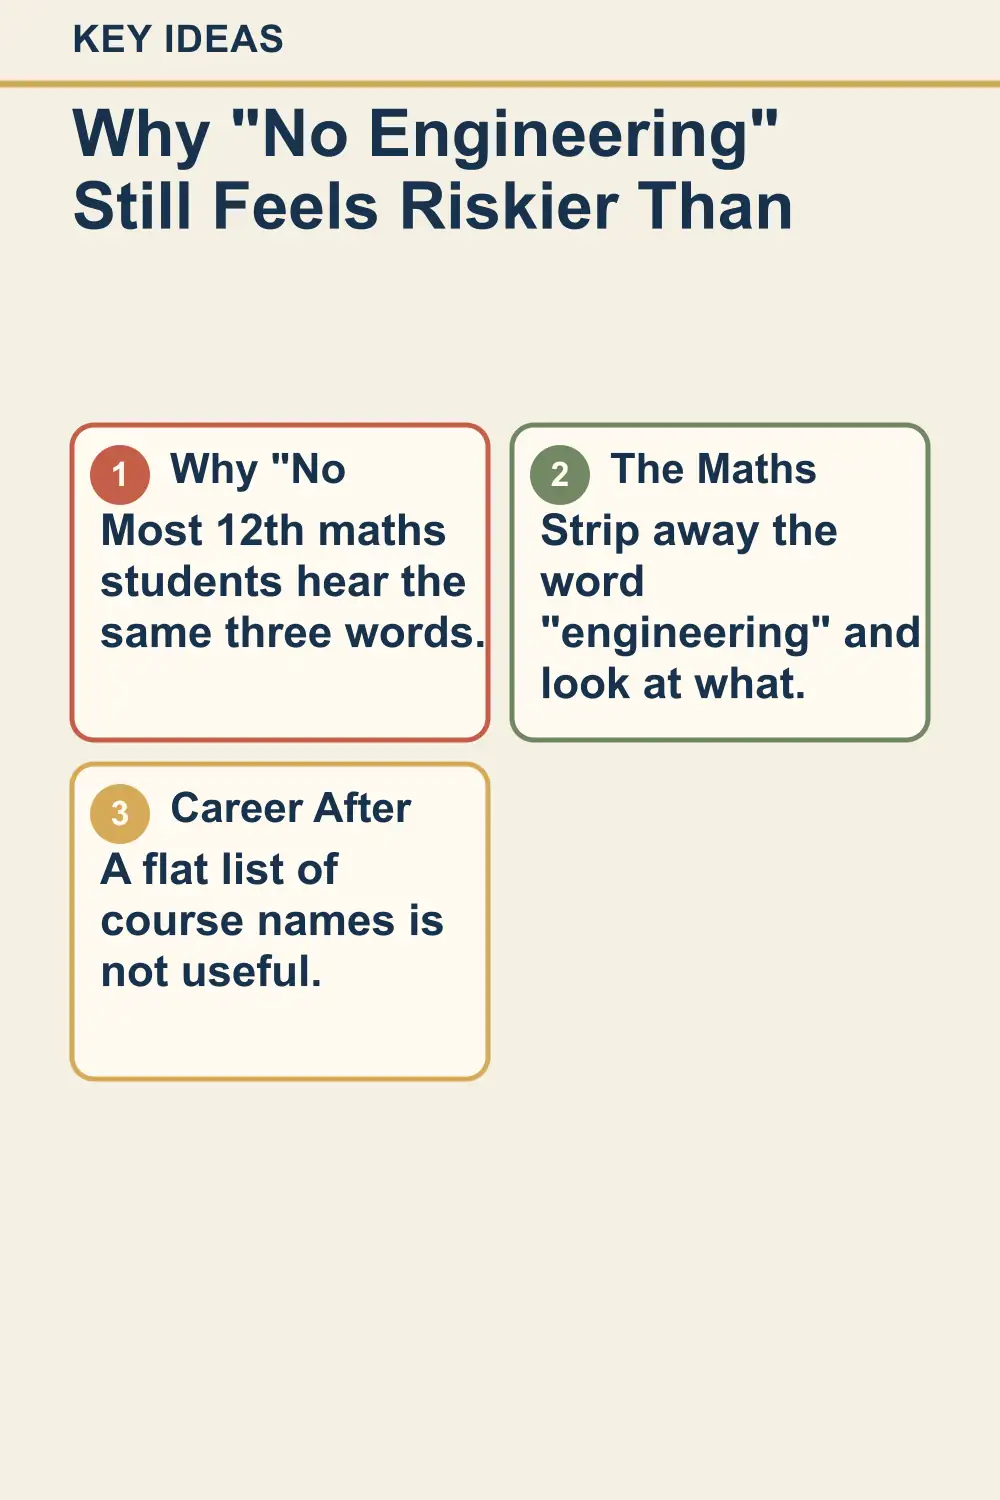 KEY IDEAS
Why "No Engineering"
Still Feels Riskier Than
1 Why "No
Most 12th maths
students hear the
same three words.
2 The Maths
Strip away the
word
"engineering" and
look at what.
3 Career After
A flat list of
course names is
not useful.